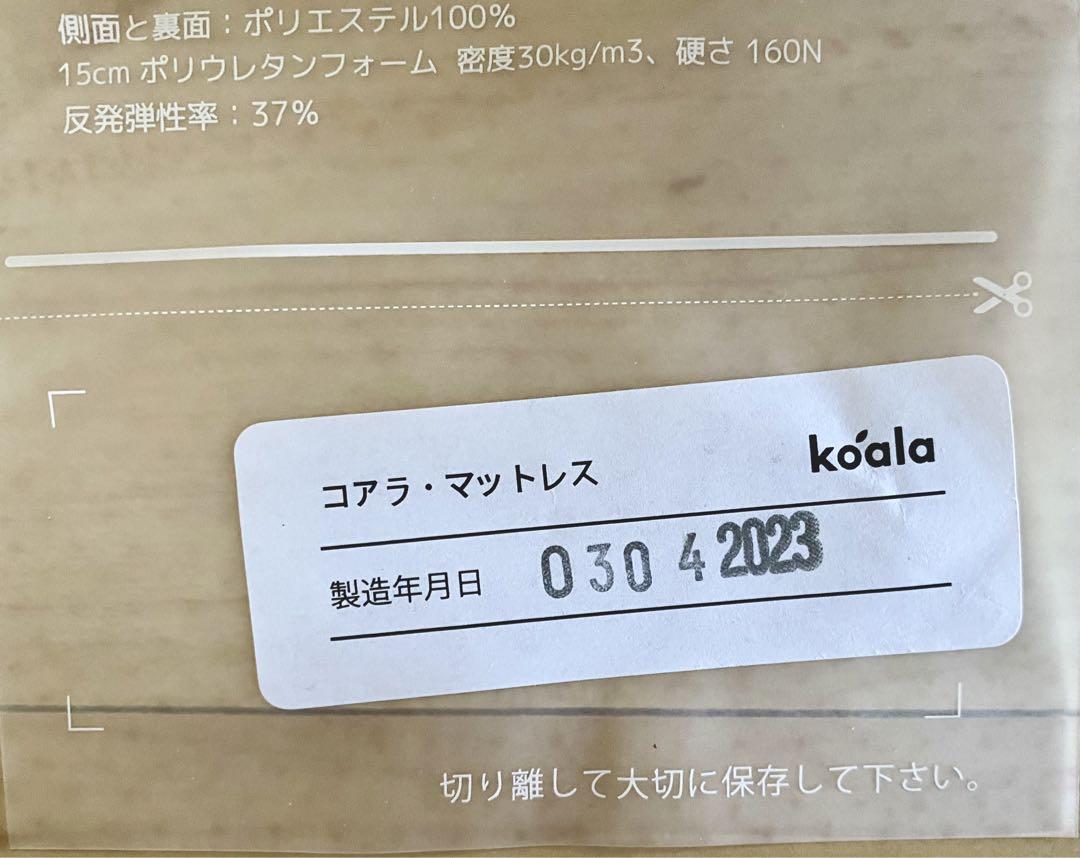 側面と裏面：ポリエステル100%
15cm ポリウレタンフォーム 密度30kg/m3、硬さ 160N
反発弾性率：37%
koala
コアラ・マットレス
製造年月日 030 4 2023
切り離して大切に保存して下さい。